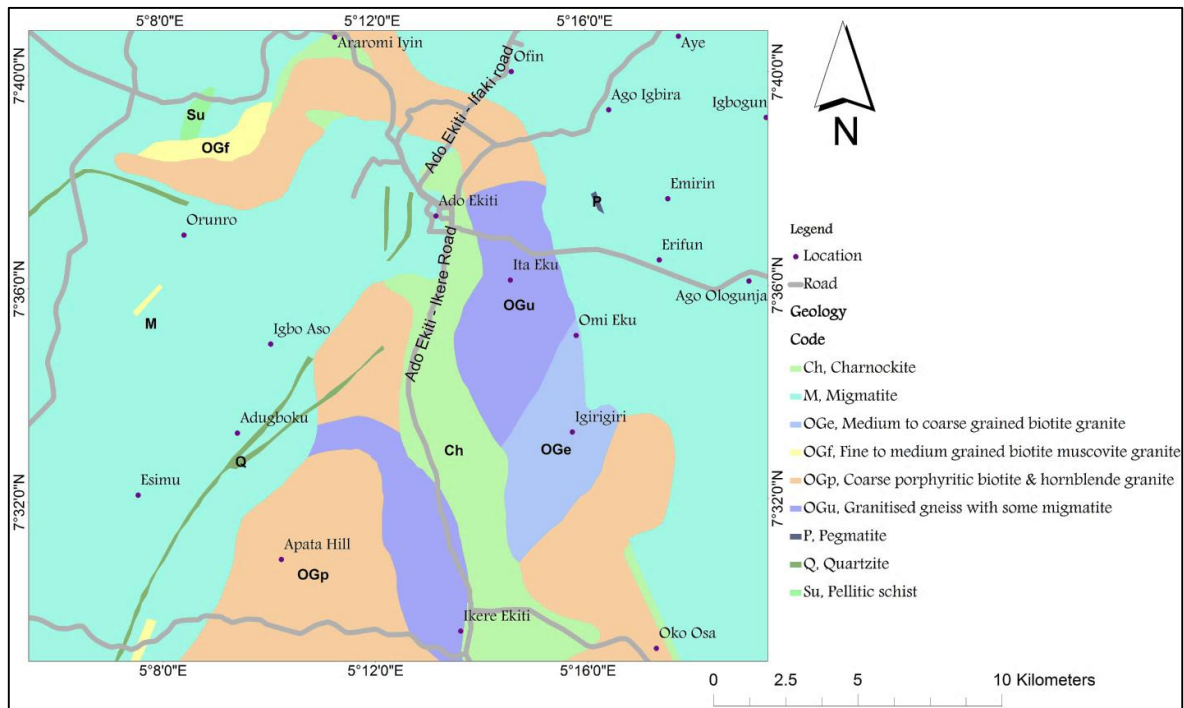 5°8'0"E
5°12'0"E
5°16'0"E
Araromi Iyin
Ofin
Aye
7°40'0"N
7°40'0"N
Ado Ekiti - Ifaki road
Ago Igbira
Igbogun
Su
OGf
N
Emirin
P
Ado Ekiti
Orunro
Legend
Location
Erifun
Road
Ita Eku
Ago Ologunja
7°36'0"N
7°36'0"N
OGu
Geology
Ado Ekiti - Ikere Road
M
Omi Eku
Code
Igbo Aso
Ch, Charnockite
M, Migmatite
Adugboku
Igirigiri
OGe, Medium to coarse grained biotite granite
Ch
OGe
OGf, Fine to medium grained biotite muscovite granite
Q
OGp, Coarse porphyritic biotite & hornblende granite
Esimu
7°32'0"N
7°32'0"N
OGu, Granitised gneiss with some migmatite
P, Pegmatite
Apata Hill
OGp
Q, Quartzite
Su, Pellitic schist
Ikere Ekiti
Oko Osa
5°8'0"E
5°12'0"E
5°16'0"E
0 2.5 5 10 Kilometers